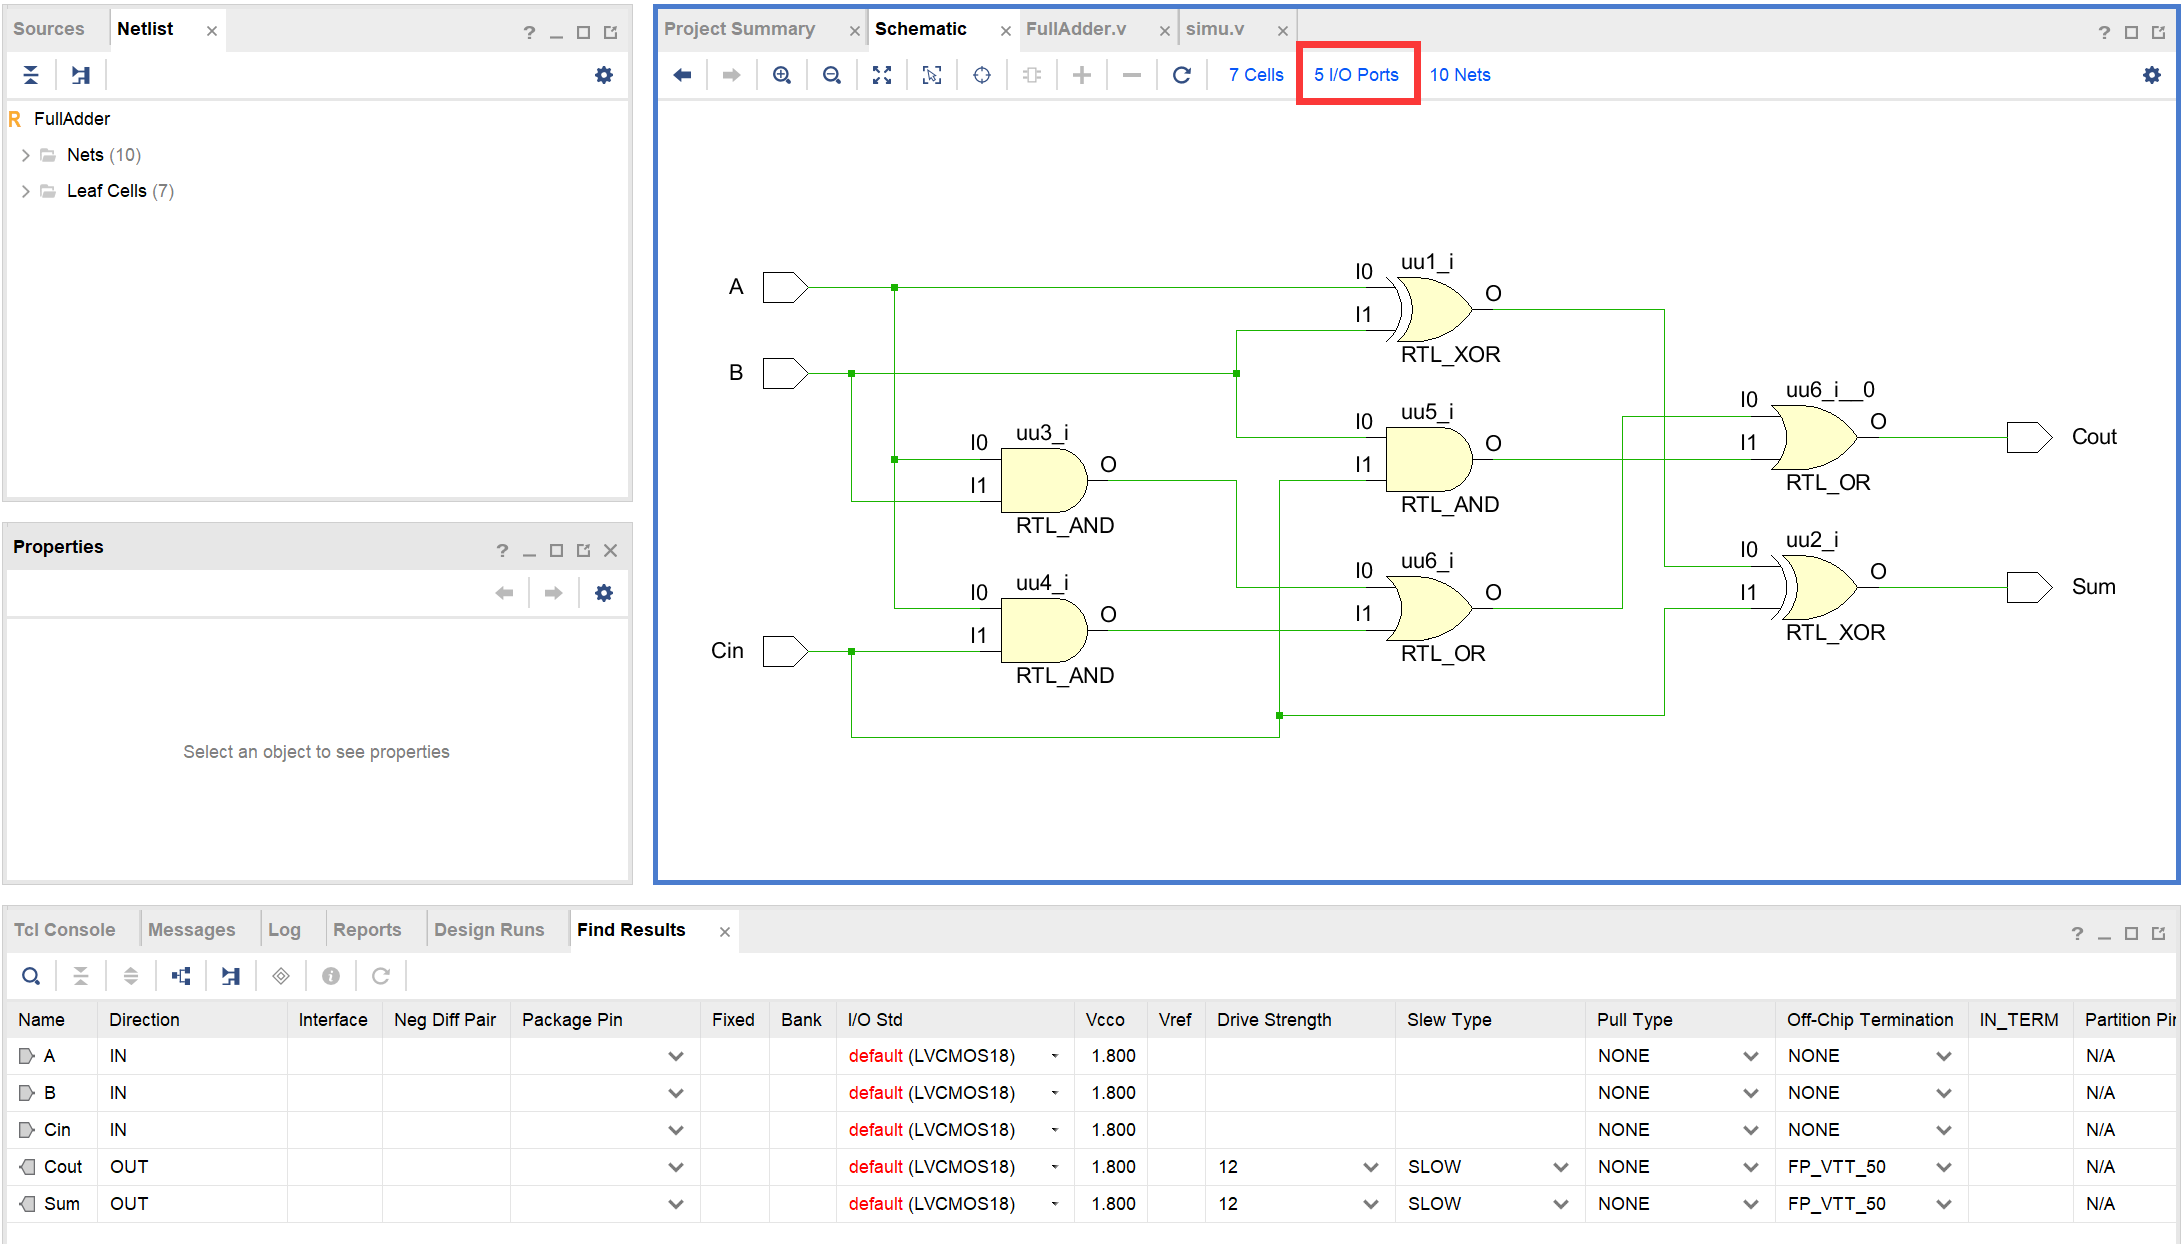 Sources
Netlist
FullAdder
Nets (10)
Leaf Cells (7)
Properties
Select an object to see properties
Project Summary
Schematic
FullAdder.v
simu.v
7 Cells
5 I/O Ports
10 Nets
A
B
Cin
I0
I1
uu3_i
O
RTL_AND
I0
I1
uu4_i
O
RTL_AND
I0
I1
uu1_i
O
RTL_XOR
I0
I1
uu5_i
O
RTL_AND
I0
I1
uu6_i
O
RTL_OR
I0
I1
uu6_i__0
O
RTL_OR
I0
I1
uu2_i
O
RTL_XOR
Cout
Sum
Tcl Console Messages Log Reports Design Runs Find Results
Name Direction Interface Neg Diff Pair Package Pin Fixed Bank I/O Std Vcco Vref Drive Strength Slew Type Pull Type Off-Chip Termination IN_TERM Partition Pin
A IN default (LVCMOS18) 1.800 NONE NONE N/A
B IN default (LVCMOS18) 1.800 NONE NONE N/A
Cin IN default (LVCMOS18) 1.800 NONE NONE N/A
Cout OUT default (LVCMOS18) 1.800 12 SLOW NONE FP_VTT_50 N/A
Sum OUT default (LVCMOS18) 1.800 12 SLOW NONE FP_VTT_50 N/A